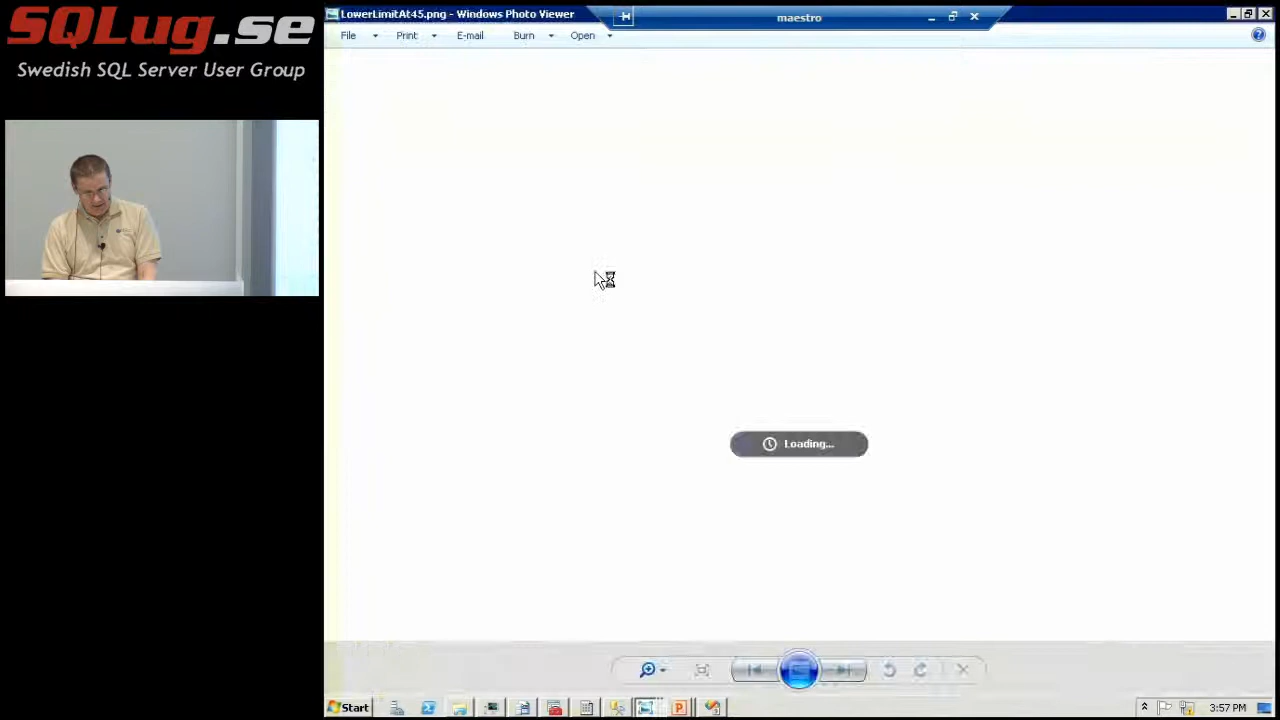 SQLug.se
Swedish SQL Server User Group
LowerLimitAt45.png - Windows Photo Viewer
maestro
File
Print
E-mail
Burn
Open
Loading...
Start
3:57 PM